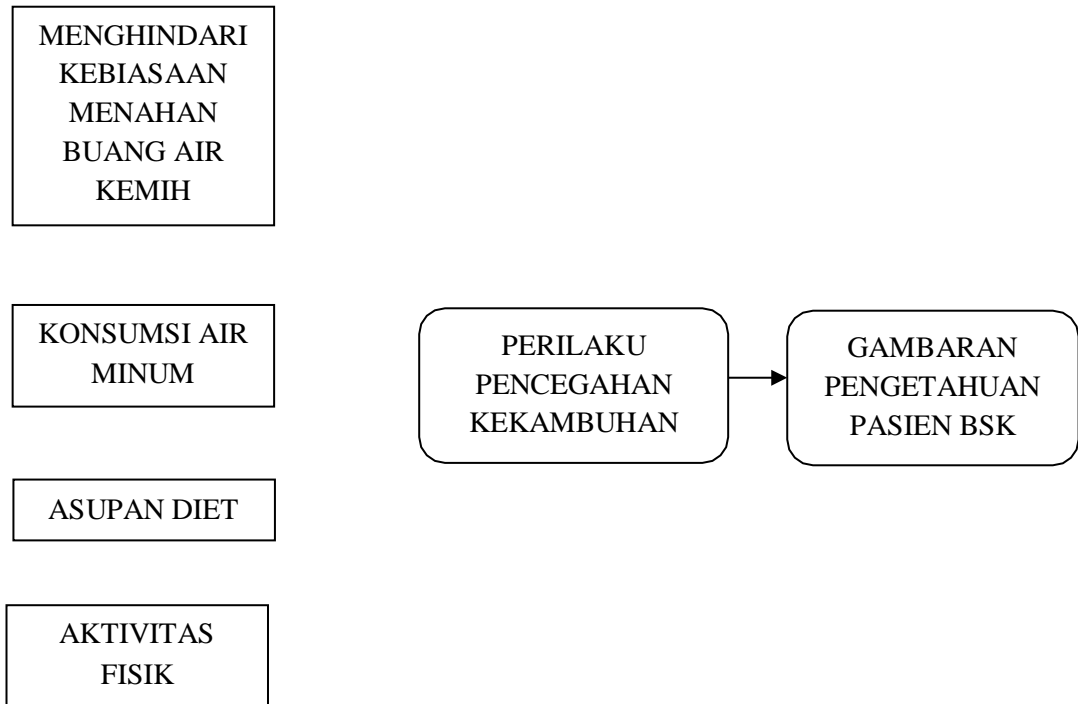 MENGHINDARI
KEBIASAAN
MENAHAN
BUANG AIR
KEMIH
KONSUMSI AIR
MINUM
PERILAKU
PENCEGAHAN
KEKAMBUHAN
GAMBARAN
PENGETAHUAN
PASIEN BSK
ASUPAN DIET
AKTIVITAS
FISIK